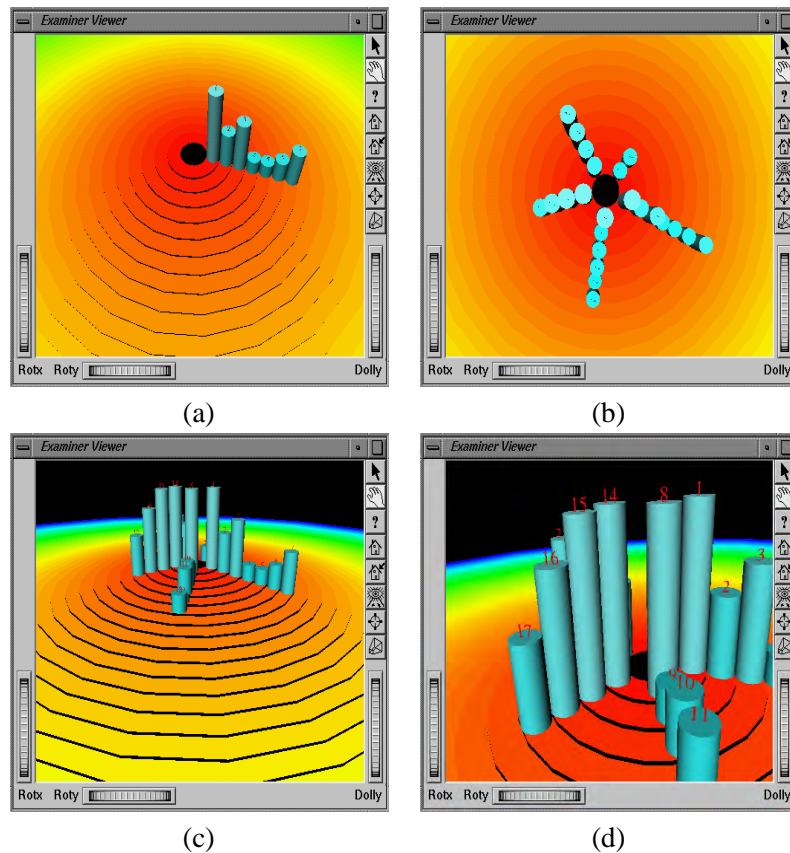 Examiner Viewer
?
Rotx Roty Dolly
(a)
Examiner Viewer
?
Rotx Roty Dolly
(b)
Examiner Viewer
?
Rotx Roty Dolly
(c)
Examiner Viewer
1
14
8
15
16
3
2
17
9
10
11
?
Rotx Roty Dolly
(d)